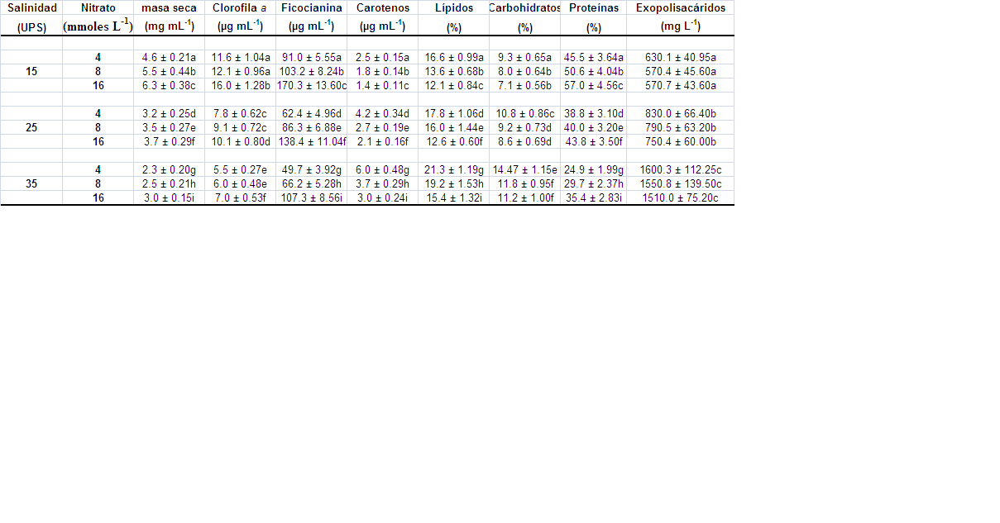 Salinidad Nitrato masa seca Clorofila a Ficocianina Carotenos Lípidos Carbohidratos Proteínas Exopolisacáridos
(UPS) (mmoles L-1) (mg mL-1) (µg mL-1) (µg mL-1) (µg mL-1) (%) (%) (%) (mg L-1)
4 4.6 ± 0.21a 11.6 ± 1.04a 91.0 ± 5.55a 2.5 ± 0.15a 16.6 ± 0.99a 9.3 ± 0.65a 45.5 ± 3.64a 630.1 ± 40.95a
15 8 5.5 ± 0.44b 12.1 ± 0.96a 103.2 ± 8.24b 1.8 ± 0.14b 13.6 ± 0.68b 8.0 ± 0.64b 50.6 ± 4.04b 570.4 ± 45.60a
16 6.3 ± 0.38c 16.0 ± 1.28b 170.3 ± 13.60c 1.4 ± 0.11c 12.1 ± 0.84c 7.1 ± 0.56b 57.0 ± 4.56c 570.7 ± 43.60a
4 3.2 ± 0.25d 7.8 ± 0.62c 62.4 ± 4.96d 4.2 ± 0.34d 17.8 ± 1.06d 10.8 ± 0.86c 38.8 ± 3.10d 830.0 ± 66.40b
25 8 3.5 ± 0.27e 9.1 ± 0.72c 86.3 ± 6.88e 2.7 ± 0.19e 16.0 ± 1.44e 9.2 ± 0.73d 40.0 ± 3.20e 790.5 ± 63.20b
16 3.7 ± 0.29f 10.1 ± 0.80d 138.4 ± 11.04f 2.1 ± 0.16f 12.6 ± 0.60f 8.6 ± 0.69d 43.8 ± 3.50f 750.4 ± 60.00b
4 2.3 ± 0.20g 5.5 ± 0.27e 49.7 ± 3.92g 6.0 ± 0.48g 21.3 ± 1.19g 14.47 ± 1.15e 24.9 ± 1.99g 1600.3 ± 112.25c
35 8 2.5 ± 0.21h 6.0 ± 0.48e 66.2 ± 5.28h 3.7 ± 0.29h 19.2 ± 1.53h 11.8 ± 0.95f 29.7 ± 2.37h 1550.8 ± 139.50c
16 3.0 ± 0.15i 7.0 ± 0.53f 107.3 ± 8.56i 3.0 ± 0.24i 15.4 ± 1.32i 11.2 ± 1.00f 35.4 ± 2.83i 1510.0 ± 75.20c